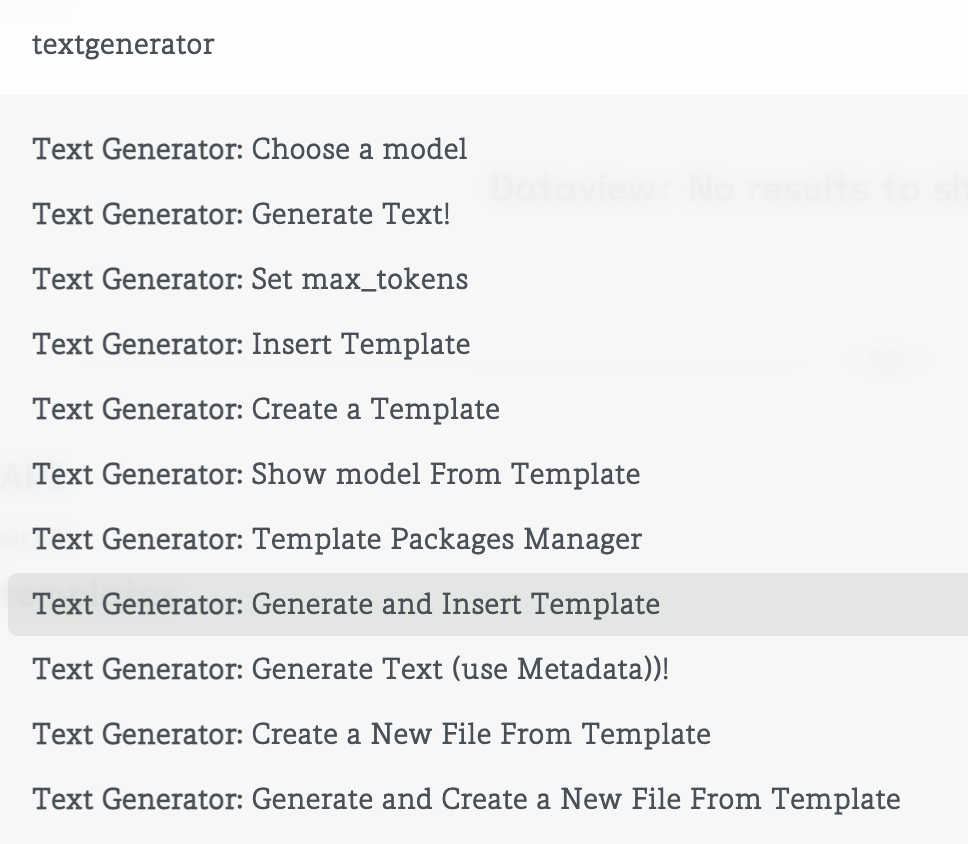 textgenerator
Text Generator: Choose a model
Dataview: No results to sh
Text Generator: Generate Text!
Text Generator: Set max_tokens
Text Generator: Insert Template
Text Generator: Create a Template
Text Generator: Show model From Template
Text Generator: Template Packages Manager
templates
Text Generator: Generate and Insert Template
Text Generator: Generate Text (use Metadata))!
Text Generator: Create a New File From Template
Text Generator: Generate and Create a New File From Template